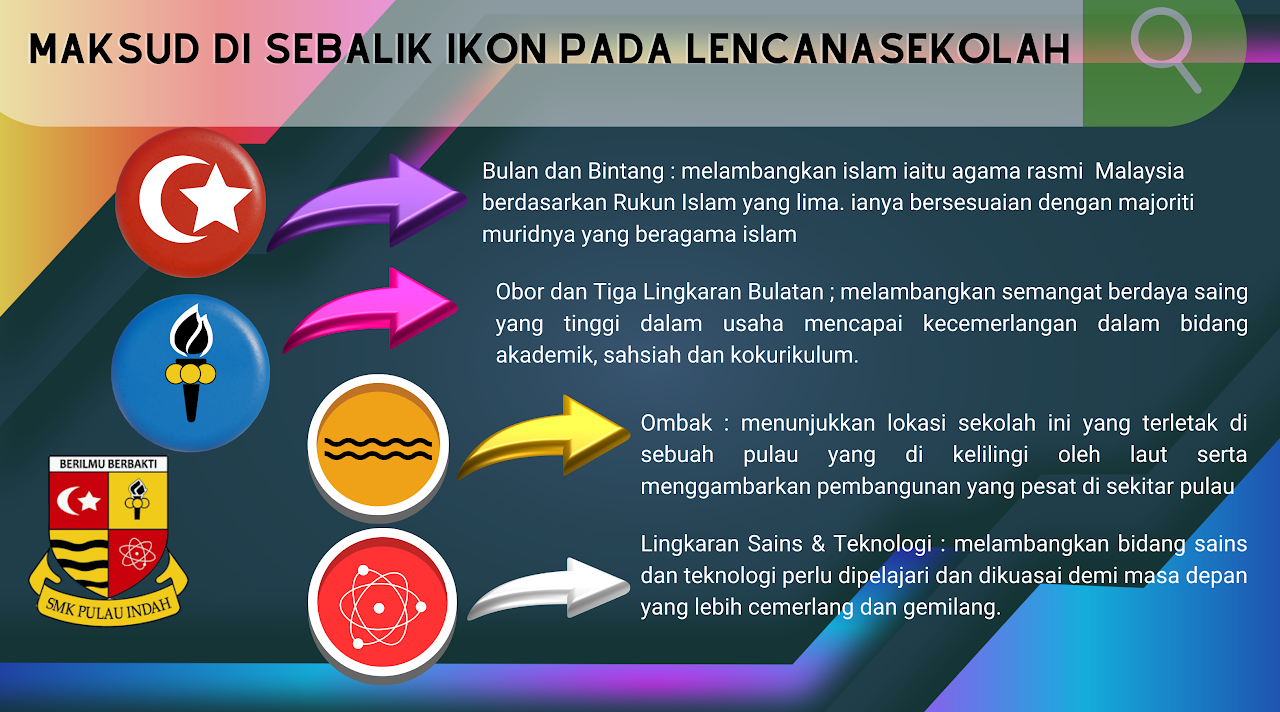 MAKSUD DI SEBALIK IKON PADA LENCANASEKOLAH
Bulan dan Bintang : melambangkan islam iaitu agama rasmi Malaysia
berdasarkan Rukun Islam yang lima. ianya bersesuaian dengan majoriti
muridnya yang beragama islam
Obor dan Tiga Lingkaran Bulatan ; melambangkan semangat berdaya saing
yang tinggi dalam usaha mencapai kecemerlangan dalam bidang
akademik, sahsiah dan kokurikulum.
Ombak : menunjukkan lokasi sekolah ini yang terletak di
sebuah pulau yang di kelilingi oleh laut serta
menggambarkan pembangunan yang pesat di sekitar pulau
Lingkaran Sains & Teknologi : melambangkan bidang sains
dan teknologi perlu dipelajari dan dikuasai demi masa depan
yang lebih cemerlang dan gemilang.
BERILMU BERBAKTI
SMK PULAU INDAH